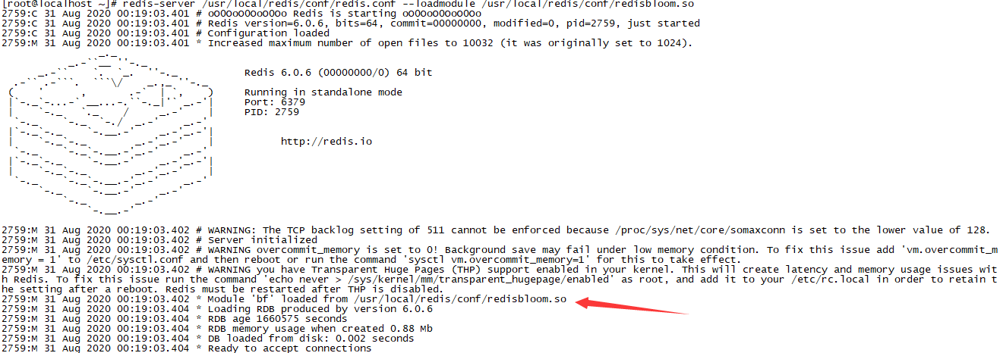 [root@localhost ~]# redis-server /usr/local/redis/conf/redis.conf --loadmodule /usr/local/redis/conf/redisbloom.so
2759:C 31 Aug 2020 00:19:03.401 # oO0OoO0OoO0Oo Redis is starting oO0OoO0OoO0Oo
2759:C 31 Aug 2020 00:19:03.401 # Redis version=6.0.6, bits=64, commit=00000000, modified=0, pid=2759, just started
2759:C 31 Aug 2020 00:19:03.401 # Configuration loaded
2759:M 31 Aug 2020 00:19:03.401 * Increased maximum number of open files to 10032 (it was originally set to 1024).
Redis 6.0.6 (00000000/0) 64 bit
Running in standalone mode
Port: 6379
PID: 2759
http://redis.io
2759:M 31 Aug 2020 00:19:03.402 # WARNING: The TCP backlog setting of 511 cannot be enforced because /proc/sys/net/core/somaxconn is set to the lower value of 128.
2759:M 31 Aug 2020 00:19:03.402 # Server initialized
2759:M 31 Aug 2020 00:19:03.402 # WARNING overcommit_memory is set to 0! Background save may fail under low memory condition. To fix this issue add 'vm.overcommit_m
emory = 1' to /etc/sysctl.conf and then reboot or run the command 'sysctl vm.overcommit_memory=1' for this to take effect.
2759:M 31 Aug 2020 00:19:03.402 # WARNING you have Transparent Huge Pages (THP) support enabled in your kernel. This will create latency and memory usage issues wit
h Redis. To fix this issue run the command 'echo never > /sys/kernel/mm/transparent_hugepage/enabled' as root, and add it to your /etc/rc.local in order to retain t
he setting after a reboot. Redis must be restarted after THP is disabled.
2759:M 31 Aug 2020 00:19:03.402 * Module 'bf' loaded from /usr/local/redis/conf/redisbloom.so
2759:M 31 Aug 2020 00:19:03.404 * Loading RDB produced by version 6.0.6
2759:M 31 Aug 2020 00:19:03.404 * RDB age 1660575 seconds
2759:M 31 Aug 2020 00:19:03.404 * RDB memory usage when created 0.88 Mb
2759:M 31 Aug 2020 00:19:03.404 * DB loaded from disk: 0.002 seconds
2759:M 31 Aug 2020 00:19:03.404 * Ready to accept connections